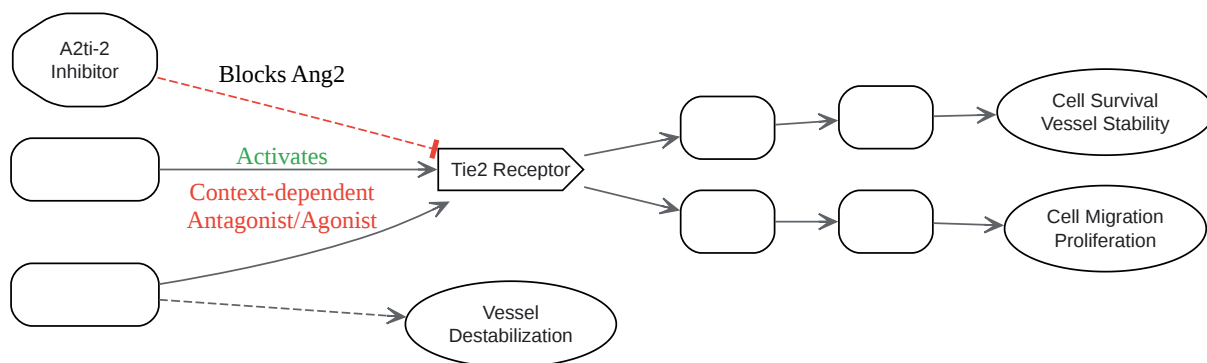 A2ti-2
Inhibitor
Blocks Ang2
Activates
Context-dependent
Antagonist/Agonist
Tie2 Receptor
Cell Survival
Vessel Stability
Cell Migration
Proliferation
Vessel
Destabilization